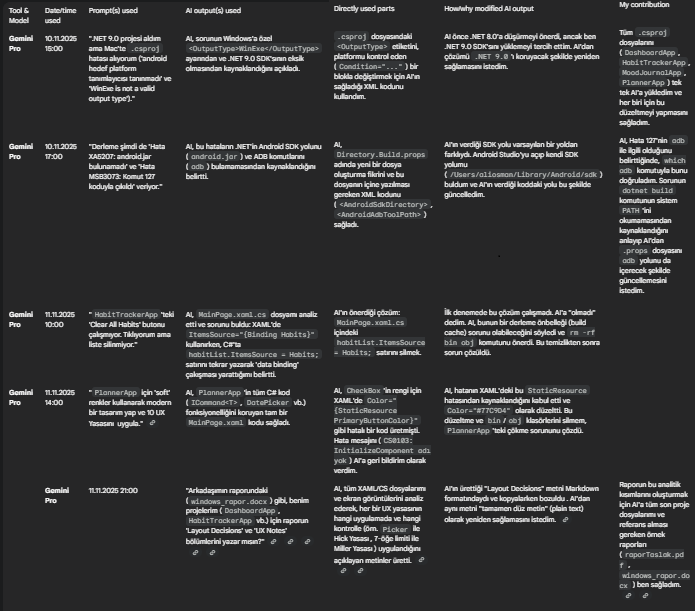 Tool & Model
Date/time used
Prompt(s) used
AI output(s) used
Directly used parts
How/why modified AI output
My contribution
Gemini Pro
10.11.2025 15:00
".NET 9.0 projesi aldım
ama Mac'te .csproj
hatası alıyorum ('android
hedef platform
tanımlayıcısı tanınmadı' ve
'WinExe is not a valid
output type')."
AI, sorunun Windows'a özel
<OutputType>WinExe</OutputType>
ayarından ve .NET 9.0 SDK'sının eksik
olmasından kaynaklandığını açıkladı.
.csproj dosyasındaki
<OutputType> etiketini,
platformu kontrol eden
( Condition="..." ) bir
blokla değiştirmek için AI'ın
sağladığı XML kodunu
kullandım.
AI önce .NET 8.0'a düşürmevi önerdi, ancak ben
.NET 9.0 SDK'sını yüklemeyi tercih ettim. AI'dan
çözümü .NET 9.0 'ı koruyacak şekilde yeniden
sağlamasını istedim.
Tüm .csproj
dosyalarını
( DashboardApp ,
HabitTrackerApp ,
MoodJournalApp ,
PlannerApp ) tek
tek AI'a yükledim ve
her biri için bu
düzeltmeyi yapmasını
sağladım.
Gemini Pro
10.11.2025 17:00
"Derleme şimdi de 'Hata
XA5207: android.jar
bulunamadı' ve 'Hata
MSB3073: Komut 127
koduyla çıkıldı' veriyor."
AI, bu hataların .NET'in Android SDK yolunu
( android.jar ) ve ADB komutlarını
( adb ) bulamamasından kaynaklandığını
belirtti.
AI,
Directory.Build.props
adında yeni bir dosya
oluşturma fikrini ve bu
dosyanın içine yazılması
gereken XML kodunu
( <AndroidSdkDirectory> ,
<AndroidAdbToolPath> )
sağladı.
AI'ın verdiği SDK yolu varsayılan bir yoldan
farklıydı. Android Studio'yu açıp kendi SDK
yolumu
( /Users/aliosman/Library/Android/sdk )
buldum ve AI'ın verdiği koddaki yolu bu şekilde
güncelledim.
AI, Hata 127'nin adb
ile ilgili olduğunu
belirttiğinde, which
adb komutuyla bunu
doğruladım. Sorunun
dotnet build
komutunun sistem
PATH 'ini
okumamasından
kaynaklandığını
anlayıp AI'dan
.props dosyasını
adb yolunu da
içerecek şekilde
güncellemesini
istedim.
Gemini Pro
11.11.2025 10:00
" HabitTrackerApp 'teki
'Clear All Habits' butonu
çalışmıyor. Tıklıyorum ama
liste silinmiyor."
AI, MainPage.xaml.cs dosyamı analiz
etti ve sorunu buldu: XAML'de
ItemsSource="{Binding Habits}"
kullanırken, C#'ta
habitList.ItemsSource = Habits;
satırını tekrar yazarak 'data binding'
çakışması yarattığımı belirtti.
AI'ın önerdiği çözüm:
MainPage.xaml.cs
içindeki
habitList.ItemsSource
= Habits; satırını silmek.
İlk denemede bu çözüm çalışmadı. AI'a "olmadı"
dedim. AI, bunun bir derleme önbelleği (build
cache) sorunu olabileceğini söyledi ve rm -rf
bin obj komutunu önerdi. Bu temizlikten sonra
sorun çözüldü.
Gemini Pro
11.11.2025 14:00
" PlannerApp için 'soft'
renkler kullanarak modern
bir tasarım yap ve 10 UX
Yasasını uygula."
AI, PlannerApp 'in tüm C# kod
( ICommand<T> , DatePicker vb.)
fonksiyonelliğini koruyan tam bir
MainPage.xaml kodu sağladı.
AI, CheckBox 'ın rengi için
XAML'de Color="
{StaticResource
PrimaryButtonColor}"
gibi hatalı bir kod üretmişti.
Hata mesajını ( CS0103:
InitializeComponent adı
yok ) AI'a geri bildirim olarak
verdim.
AI, hatanın XAML'deki bu StaticResource
hatasından kaynaklandığını kabul etti ve
Color="#77C9D4" olarak düzeltti. Bu
düzeltme ve bin / obj klasörlerini silmem,
PlannerApp 'teki çökme sorununu çözdü.
Gemini Pro
11.11.2025 21:00
"Arkadaşımın raporundaki
( windows_rapor.docx ) gibi, benim
projelerim ( DashboardApp ,
HabitTrackerApp vb.) için raporun
'Layout Decisions' ve 'UX Notes'
bölümlerini yazar mısın?"
AI, tüm XAML/CS dosyalarımı
ve ekran görüntülerini analiz
ederek, her bir UX yasasının
hangi uygulamada ve hangi
kontrolle (örn. Picker ile
Hick Yasası , 7-öğe limiti ile
Miller Yasası ) uygulandığını
açıklayan metinler üretti.
AI'ın ürettiği "Layout Decisions" metni Markdown
formatındaydı ve kopyalarken bozuldu . AI'dan
aynı metni "tamamen düz metin" (plain text)
olarak yeniden sağlamasını istedim.
Raporun bu analitik
kısımlarını oluşturmak
için AI'a tüm son proje
dosyalarımı ve
referans alması
gereken örnek
raporları
( raporTaslak.pd
f ,
windows_rapor.do
cx ) ben sağladım.